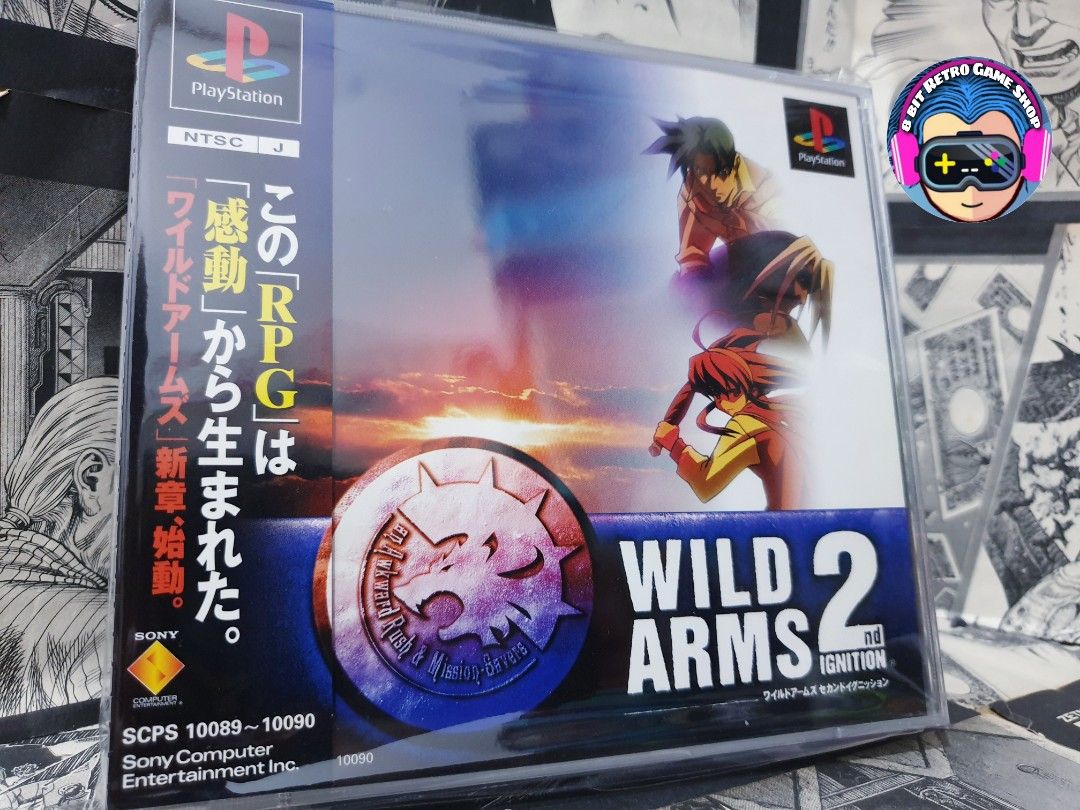 PlayStation
NTSC J
この「RPG」は
「感動」から生まれた。
「ワイルドアームズ」新章、始動。
SONY
COMPUTER
ENTERTAINMENT
SCPS 10089~10090
Sony Computer
Entertainment Inc.
10090
PlayStation
8 Bit Retro Game Shop
an Awkward Rush & Mission-Savers
WILD
ARMS 2nd
IGNITION
ワイルドアームズ セカンドイグニッション